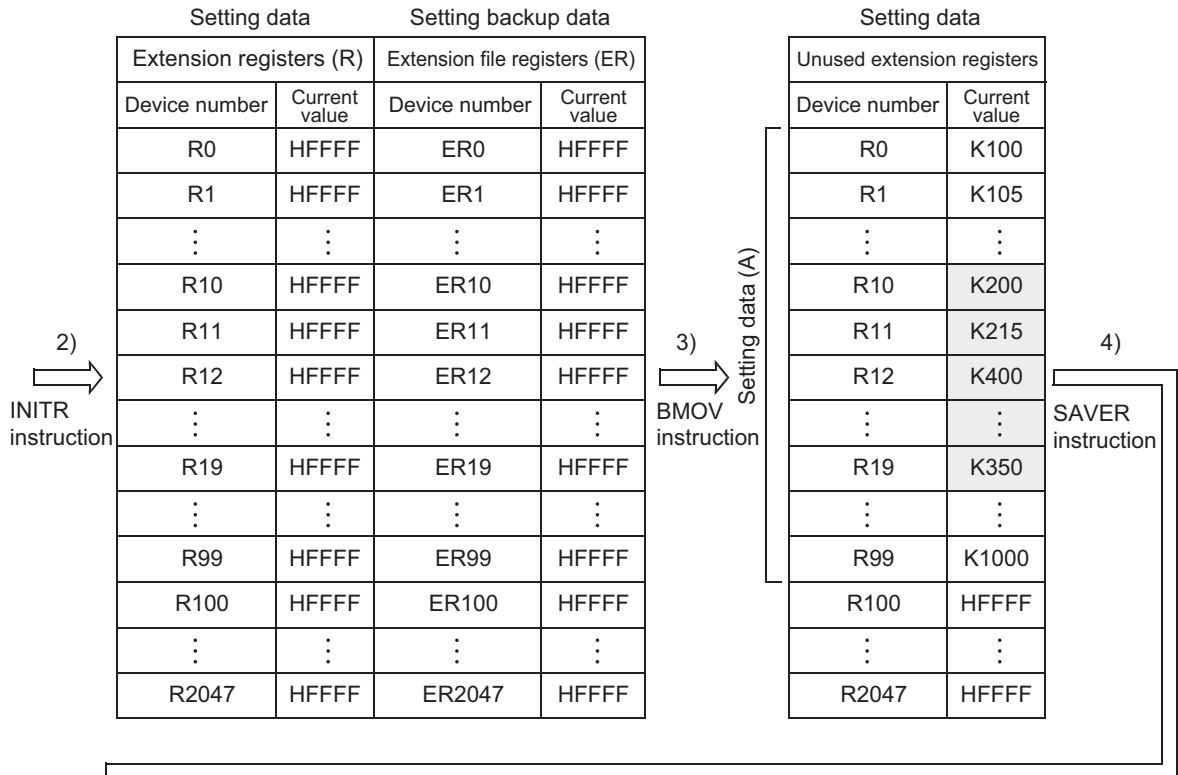 Setting data Setting backup data Setting data
Extension registers (R) Extension file registers (ER) Unused extension registers
Device number Current value Device number Current value Device number Current value
R0 HFFFF ER0 HFFFF R0 K100
R1 HFFFF ER1 HFFFF R1 K105
⋮ ⋮ ⋮ ⋮ ⋮ ⋮
R10 HFFFF ER10 HFFFF R10 K200
R11 HFFFF ER11 HFFFF R11 K215
R12 HFFFF ER12 HFFFF R12 K400
⋮ ⋮ ⋮ ⋮ ⋮ ⋮
R19 HFFFF ER19 HFFFF R19 K350
⋮ ⋮ ⋮ ⋮ ⋮ ⋮
R99 HFFFF ER99 HFFFF R99 K1000
R100 HFFFF ER100 HFFFF R100 HFFFF
⋮ ⋮ ⋮ ⋮ ⋮ ⋮
R2047 HFFFF ER2047 HFFFF R2047 HFFFF
2)
INITR
instruction
3)
BMOV
instruction
Setting data (A)
4)
SAVER
instruction